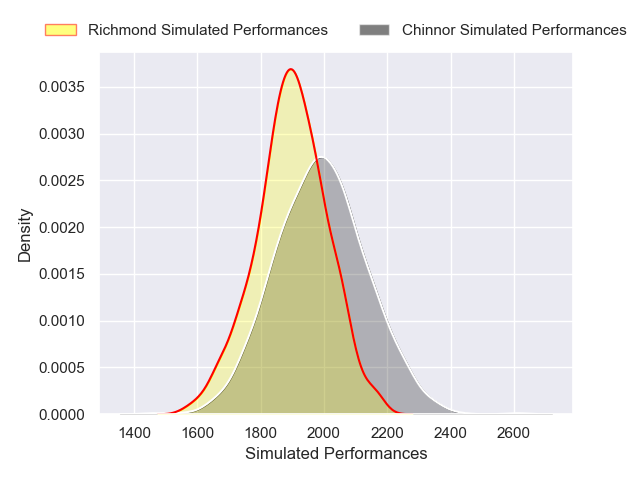 Richmond Simulated Performances
Chinnor Simulated Performances
0.0035
0.0030
0.0025
0.0020
0.0015
0.0010
0.0005
0.0000
Density
1400 1600 1800 2000 2200 2400 2600
Simulated Performances